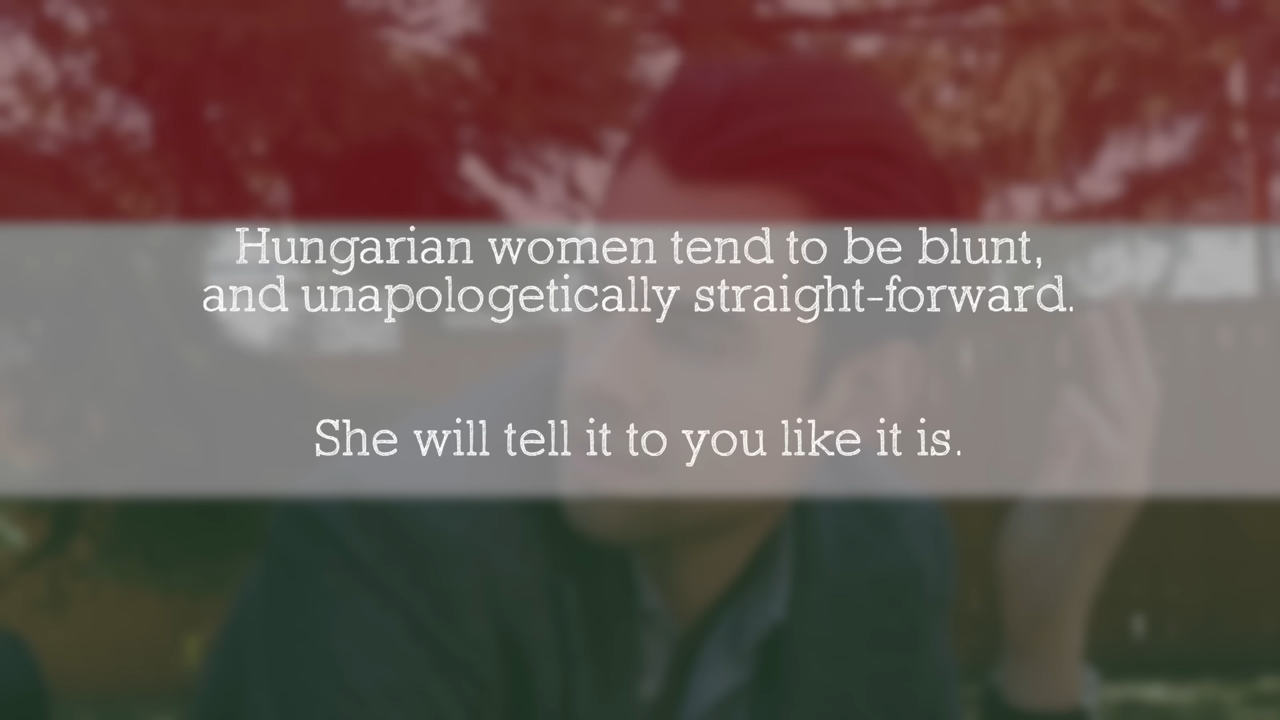 Hungarian women tend to be blunt,
and unapologetically straight-forward.
She will tell it to you like it is.